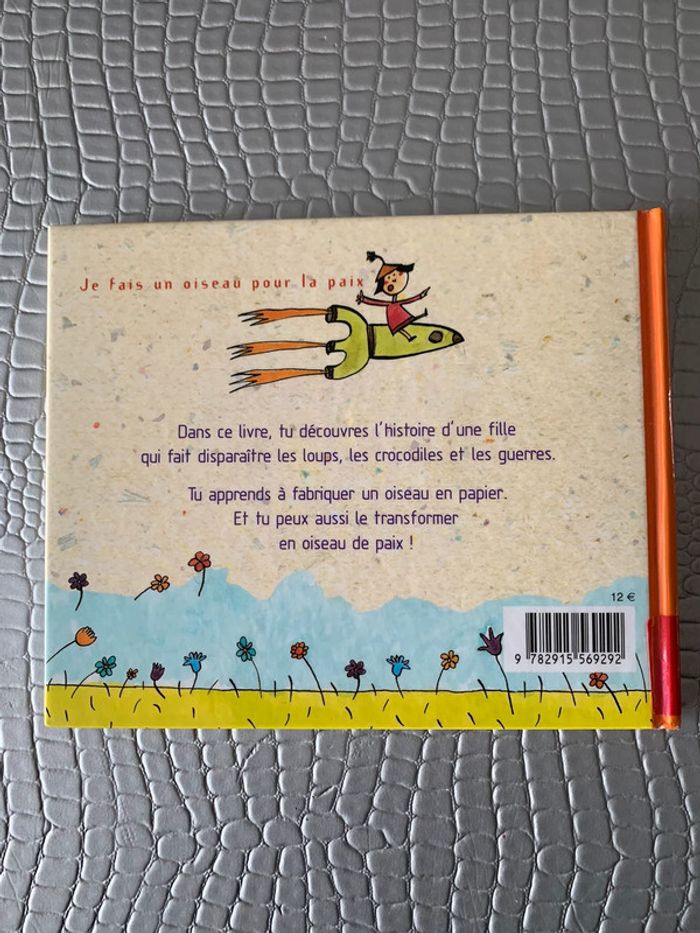 Je fais un oiseau pour la paix
Dans ce livre, tu découvres l'histoire d'une fille
qui fait disparaître les loups, les crocodiles et les guerres.
Tu apprends à fabriquer un oiseau en papier.
Et tu peux aussi le transformer
en oiseau de paix !
12 €
9 782915 569292